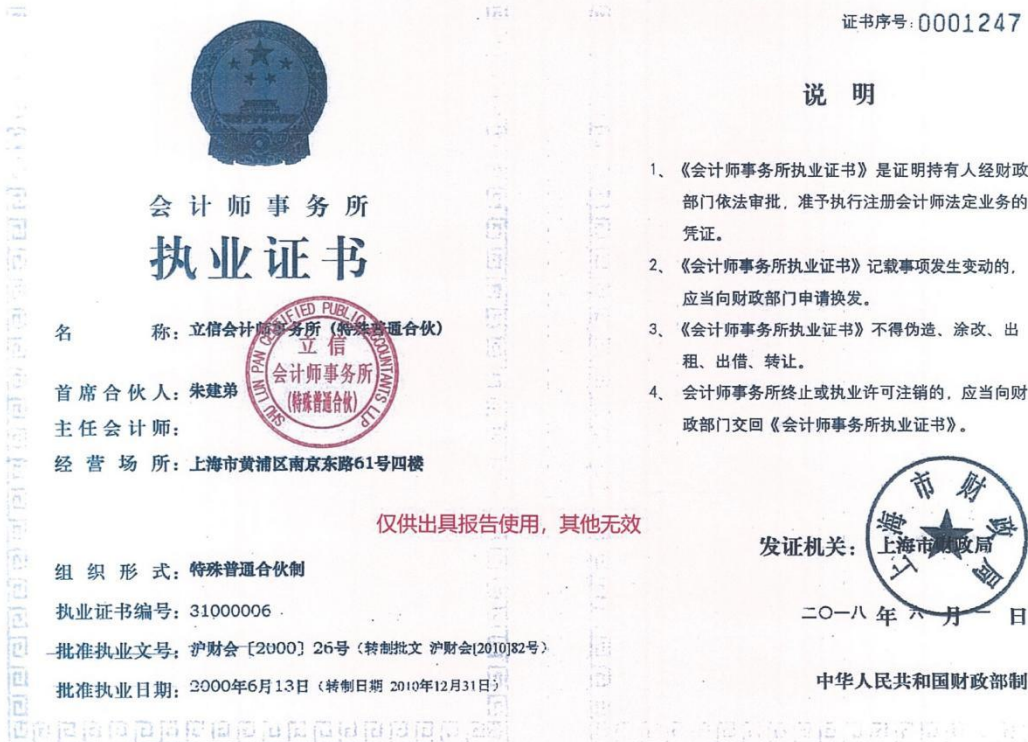 证书序号:0001247
会计师事务所
执业证书
名称:立信会计师事务所(特殊普通合伙)
SHU LUN PAN CERTIFIED PUBLIC ACCOUNTANTS LLP
立信
会计师事务所
(特殊普通合伙)
首席合伙人:朱建弟
主任会计师:
经营场所:上海市黄浦区南京东路61号四楼
仅供出具报告使用,其他无效
组织形式:特殊普通合伙制
执业证书编号:31000006
批准执业文号:沪财会〔2000〕26号(转制批文 沪财会[2010]82号)
批准执业日期:2000年6月13日(转制日期 2010年12月31日)
说明
1、《会计师事务所执业证书》是证明持有人经财政
部门依法审批,准予执行注册会计师法定业务的
凭证。
2、《会计师事务所执业证书》记载事项发生变动的,
应当向财政部门申请换发。
3、《会计师事务所执业证书》不得伪造、涂改、出
租、出借、转让。
4、会计师事务所终止或执业许可注销的,应当向财
政部门交回《会计师事务所执业证书》。
上海市财政局
发证机关:上海市财政局
二〇一八年六月一日
中华人民共和国财政部制